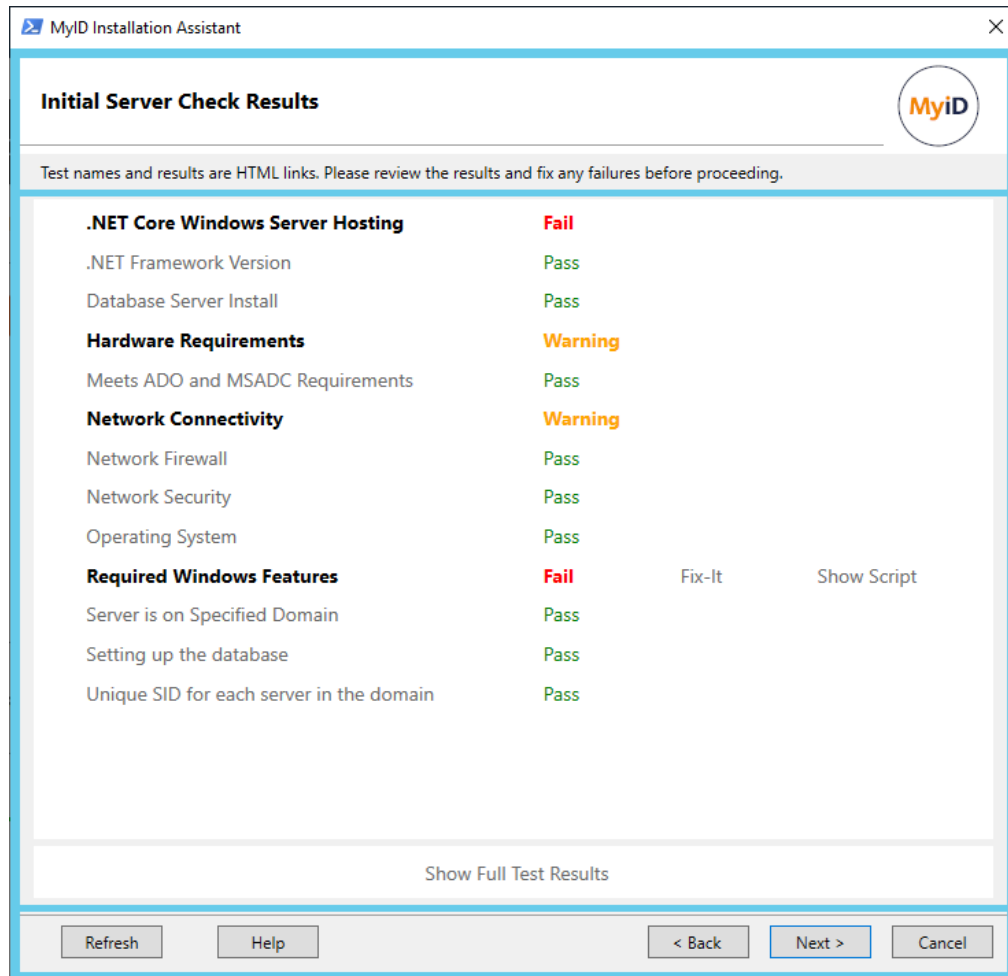 MyID Installation Assistant
Initial Server Check Results
MyiD
Test names and results are HTML links. Please review the results and fix any failures before proceeding.
.NET Core Windows Server Hosting Fail
.NET Framework Version Pass
Database Server Install Pass
Hardware Requirements Warning
Meets ADO and MSADC Requirements Pass
Network Connectivity Warning
Network Firewall Pass
Network Security Pass
Operating System Pass
Required Windows Features Fail Fix-It Show Script
Server is on Specified Domain Pass
Setting up the database Pass
Unique SID for each server in the domain Pass
Show Full Test Results
Refresh Help < Back Next > Cancel